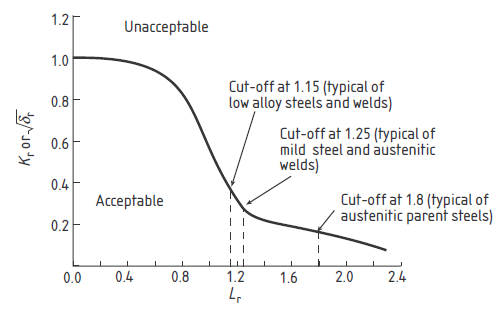 1.2
Unacceptable
1.0
Cut-off at 1.15 (typical of
low alloy steels and welds)
0.8
Kr or √δr
Cut-off at 1.25 (typical of
mild steel and austenitic
welds)
0.6
0.4
Acceptable
Cut-off at 1.8 (typical of
austenitic parent steels)
0.2
0.0 0.4 0.8 1.2 1.6 2.0 2.4
Lr